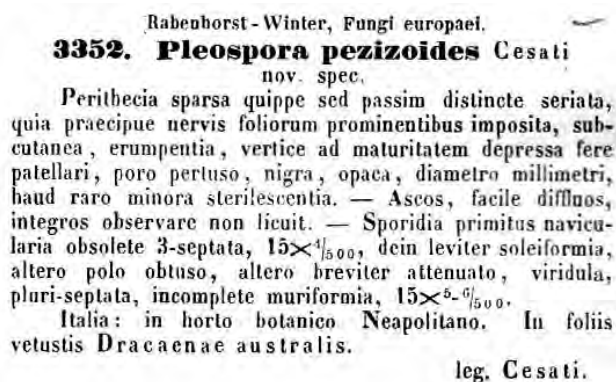 Rabenhorst-Winter, Fungi europaei.
3352. Pleospora pezizoides Cesati
nov. spec.
Perithecia sparsa quippe sed passim distincte seriata,
quia praecipue nervis foliorum prominentibus imposita, sub-
cutanea, erumpentia, vertice ad maturitatem depressa fere
patellari, poro pertuso, nigra, opaca, diametro millimetri,
haud raro minora sterilescentia. — Ascos, facile diffluos,
integros observare non licuit. — Sporidia primitus navicu-
laria obsolete 3-septata, 15×⁴/₅₀₀, dein leviter soleiformia,
altero polo obtuso, altero breviter attenuato, viridula,
pluri-septata, incomplete muriformia, 15×⁵⁻⁶/₅₀₀.
Italia: in horto botanico Neapolitano. In foliis
vetustis Dracaenae australis.
leg. Cesati.